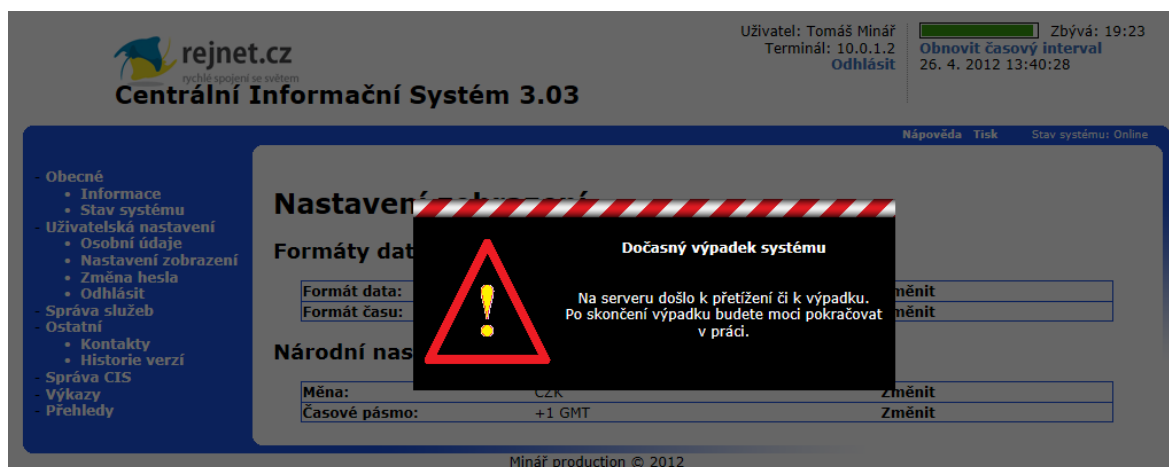 rejnet.cz
rychlé spojení se světem
Centrální Informační Systém 3.03
Uživatel: Tomáš Minář
Terminál: 10.0.1.2
Odhlásit
Zbývá: 19:23
Obnovit časový interval
26. 4. 2012 13:40:28
Nápověda Tisk Stav systému: Online
- Obecné
• Informace
• Stav systému
- Uživatelská nastavení
• Osobní údaje
• Nastavení zobrazení
• Změna hesla
• Odhlásit
- Správa služeb
- Ostatní
• Kontakty
• Historie verzí
- Správa CIS
- Výkazy
- Přehledy
Nastavení zobrazení
Formáty dat
Formát data: měnit
Formát času: měnit
Národní nas
Měna: CZK Změnit
Časové pásmo: +1 GMT Změnit
Dočasný výpadek systému
Na serveru došlo k přetížení či k výpadku.
Po skončení výpadku budete moci pokračovat
v práci.
Minář production © 2012